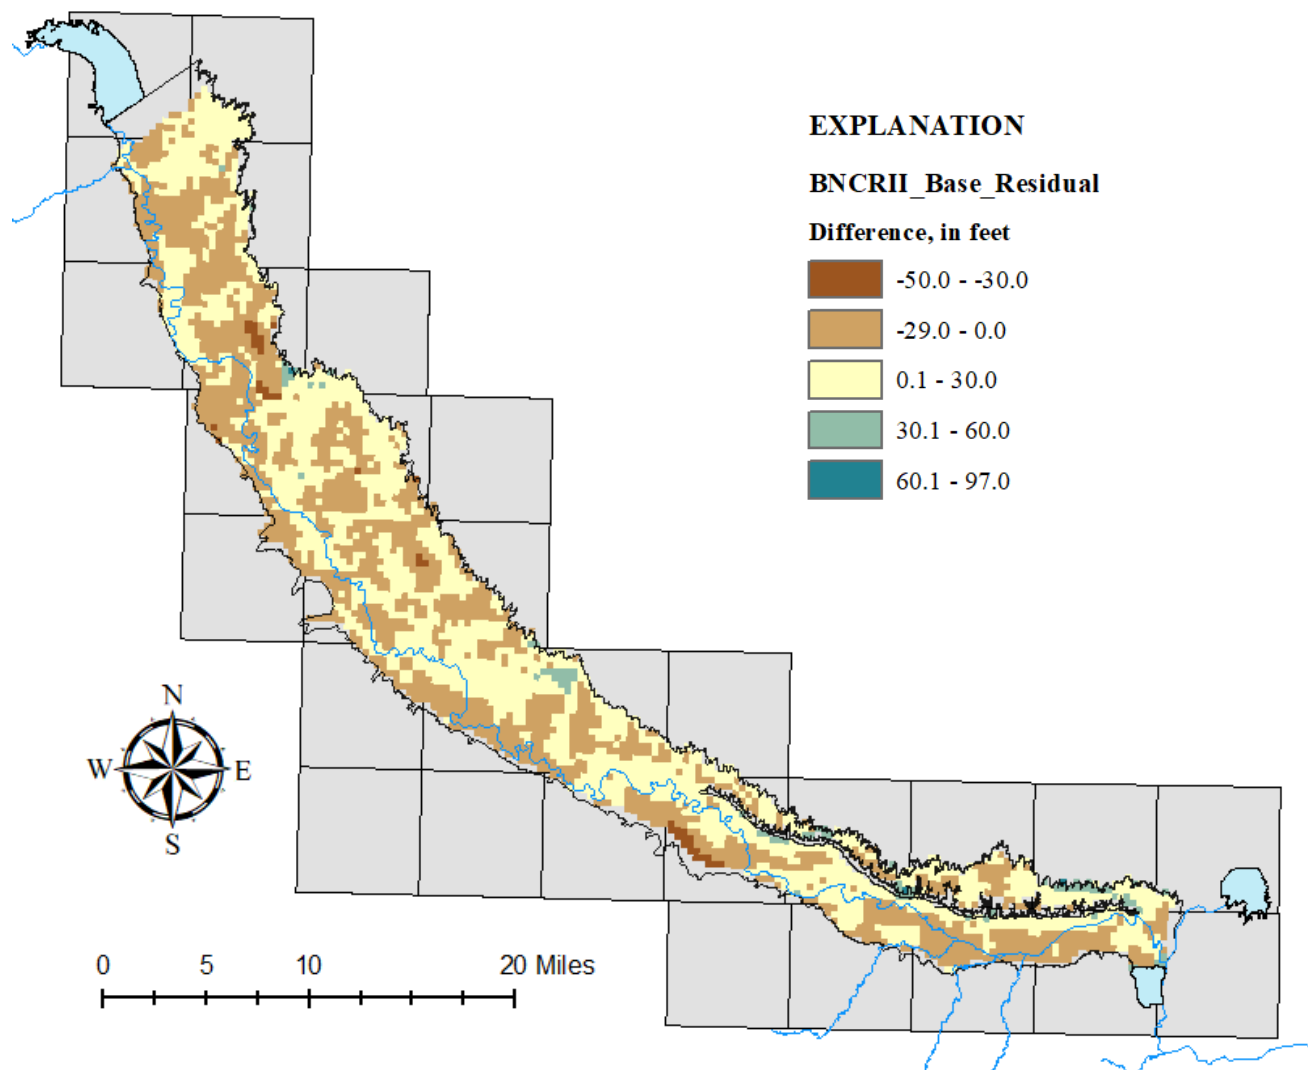 EXPLANATION
BNCRII_Base_Residual
Difference, in feet
-50.0 - -30.0
-29.0 - 0.0
0.1 - 30.0
30.1 - 60.0
60.1 - 97.0
N
W E
S
0 5 10 20 Miles